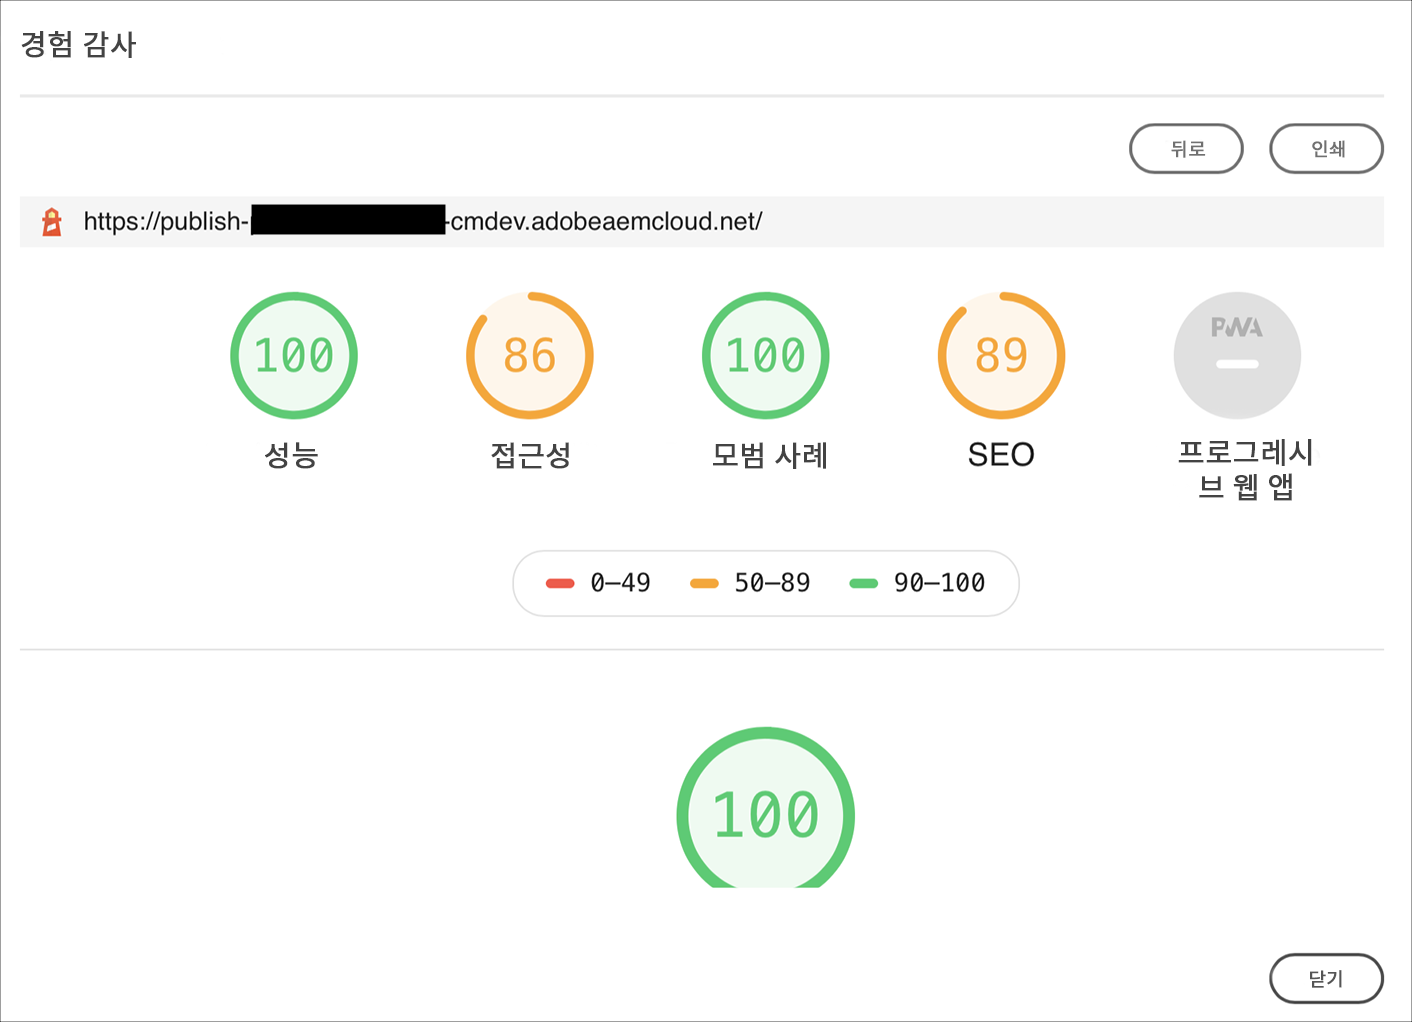 경험 감사
뒤로
인쇄
https://publish-
-cmdev.adobeaemcloud.net/
100
86
100
89
PWA
성능
접근성
모범 사례
SEO
프로그레시
브 웹 앱
0–49
50–89
90–100
100
닫기